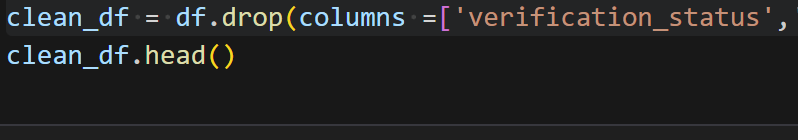 clean_df = df.drop(columns =['verification_status','
clean_df.head()